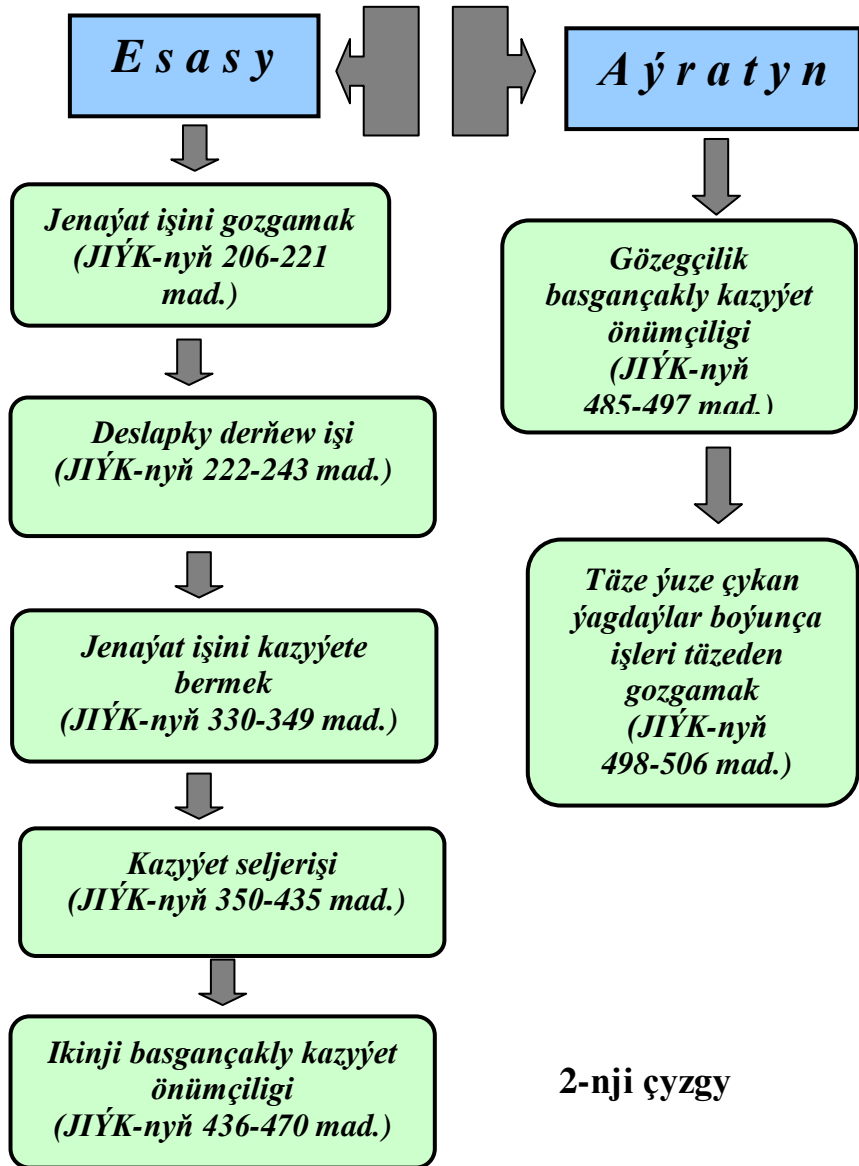 E s a s y
A ý r a t y n
Jenaýat işini gozgamak
(JIÝK-nyň 206-221
mad.)
Deslapky derňew işi
(JIÝK-nyň 222-243 mad.)
Jenaýat işini kazyýete
bermek
(JIÝK-nyň 330-349 mad.)
Kazyýet seljerişi
(JIÝK-nyň 350-435 mad.)
Ikinji basgançakly kazyýet
önümçiligi
(JIÝK-nyň 436-470 mad.)
Gözegçilik
basgançakly kazyýet
önümçiligi
(JIÝK-nyň
485-497 mad.)
Täze ýuze çykan
ýagdaýlar boýunça
işleri täzeden
gozgamak
(JIÝK-nyň
498-506 mad.)
2-nji çyzgy